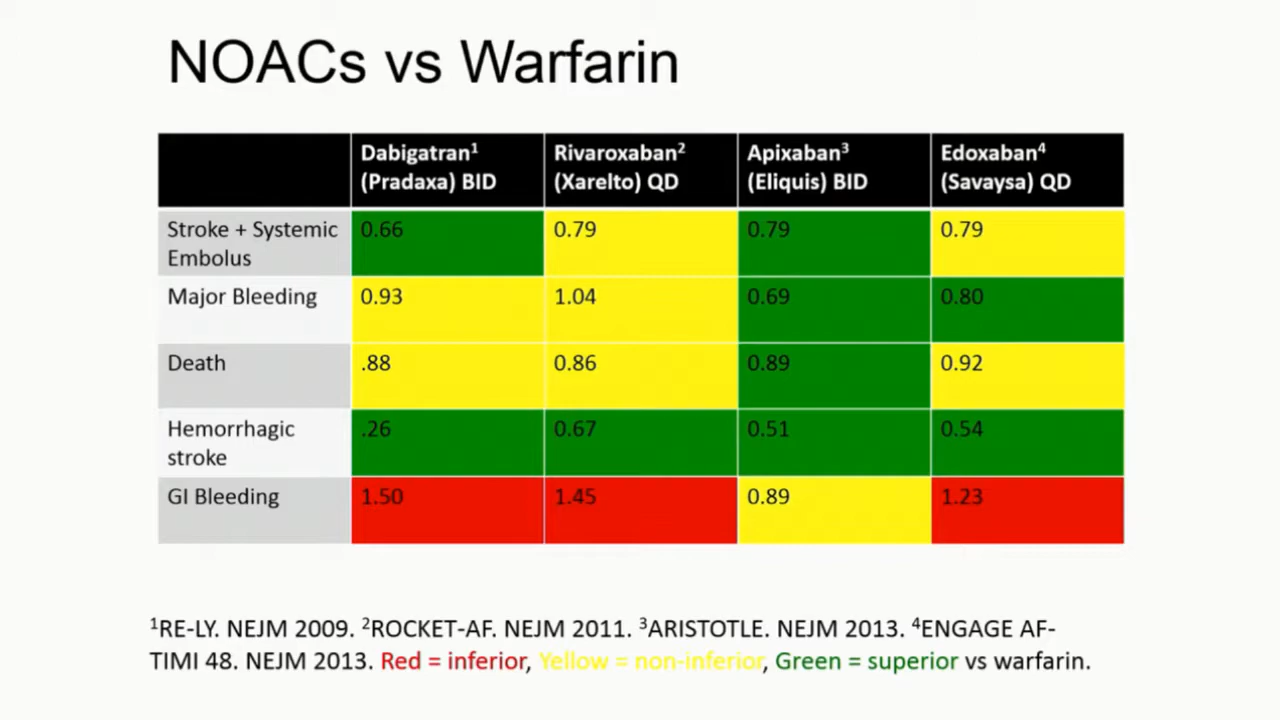 NOACs vs Warfarin
Dabigatran¹ (Pradaxa) BID
Rivaroxaban² (Xarelto) QD
Apixaban³ (Eliquis) BID
Edoxaban⁴ (Savaysa) QD
Stroke + Systemic Embolus 0.66 0.79 0.79 0.79
Major Bleeding 0.93 1.04 0.69 0.80
Death .88 0.86 0.89 0.92
Hemorrhagic stroke .26 0.67 0.51 0.54
GI Bleeding 1.50 1.45 0.89 1.23
¹RE-LY. NEJM 2009. ²ROCKET-AF. NEJM 2011. ³ARISTOTLE. NEJM 2013. ⁴ENGAGE AF-
TIMI 48. NEJM 2013. Red = inferior, Yellow = non-inferior, Green = superior vs warfarin.